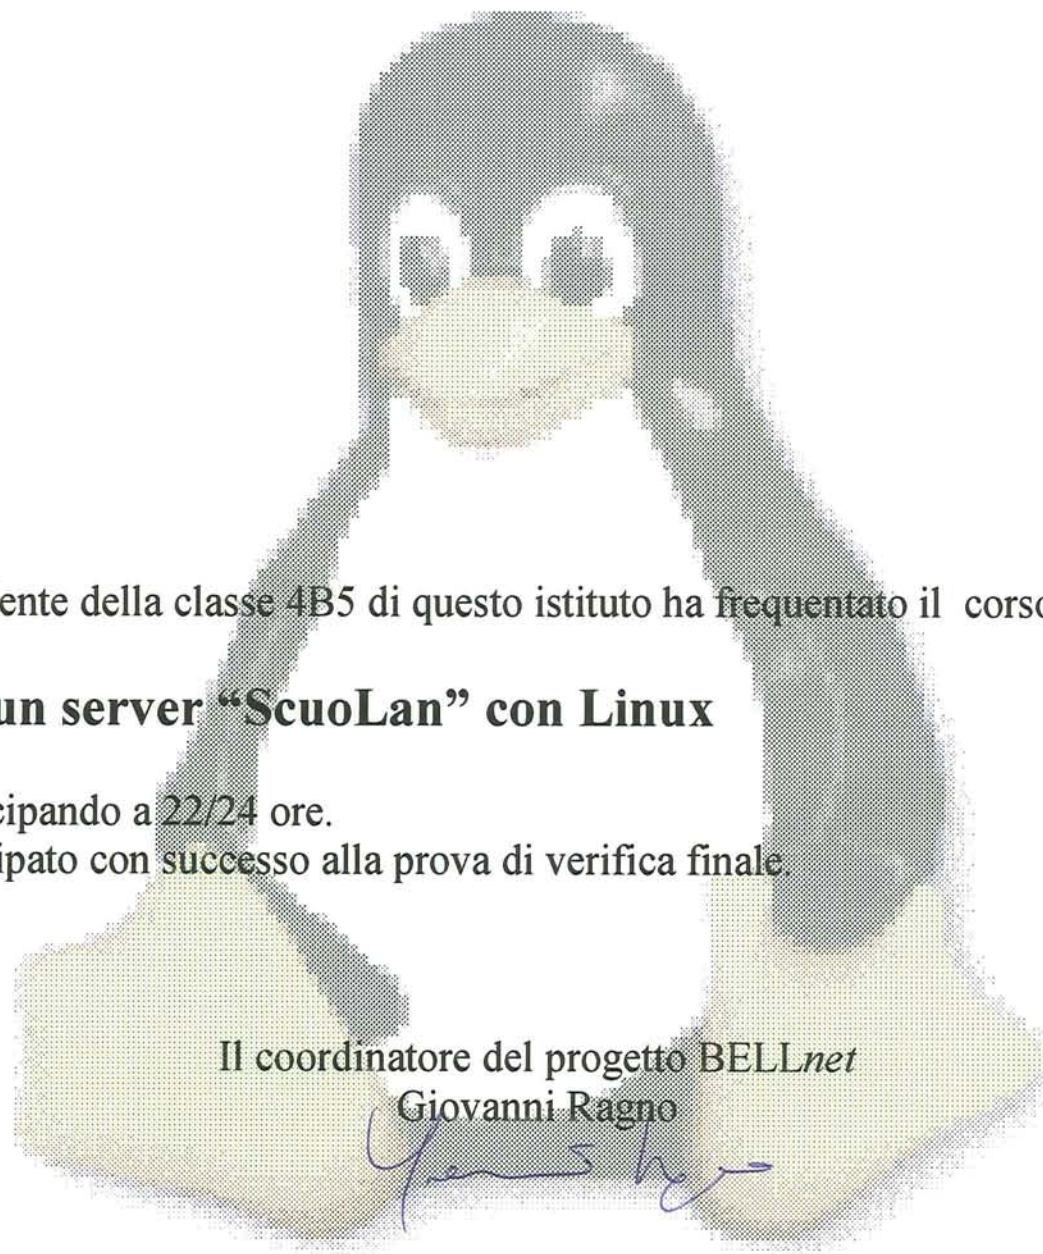 ente della classe 4B5 di questo istituto ha frequentato il corso
un server “ScuoLan” con Linux
cipando a 22/24 ore.
ipato con successo alla prova di verifica finale.
Il coordinatore del progetto BELLnet
Giovanni Ragno